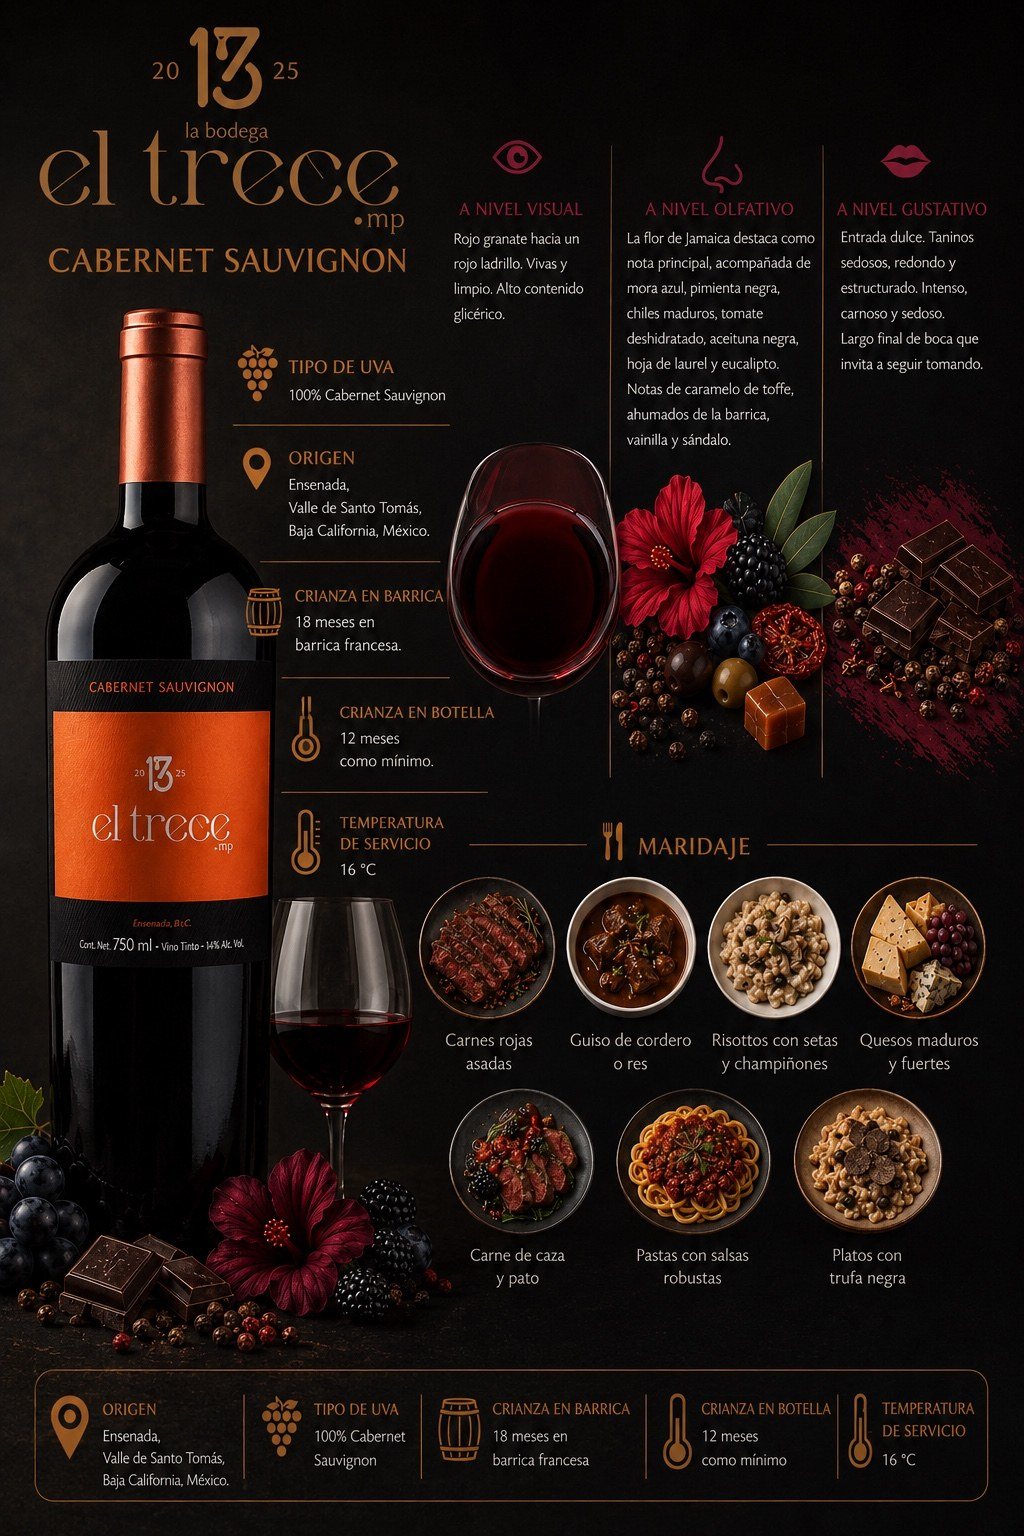 20 13 25
la bodega
el trece
.mp
CABERNET SAUVIGNON
A NIVEL VISUAL
Rojo granate hacia un
rojo ladrillo. Vivas y
limpio. Alto contenido
glicérico.
A NIVEL OLFATIVO
La flor de Jamaica destaca como
nota principal, acompañada de
mora azul, pimienta negra,
chiles maduros, tomate
deshidratado, aceituna negra,
hoja de laurel y eucalipto.
Notas de caramelo de toffe,
ahumados de la barrica,
vainilla y sándalo.
A NIVEL GUSTATIVO
Entrada dulce. Taninos
sedosos, redondo y
estructurado. Intenso,
carnoso y sedoso.
Largo final de boca que
invita a seguir tomando.
TIPO DE UVA
100% Cabernet Sauvignon
ORIGEN
Ensenada,
Valle de Santo Tomás,
Baja California, México.
CRIANZA EN BARRICA
18 meses en
barrica francesa.
CRIANZA EN BOTELLA
12 meses
como mínimo.
TEMPERATURA
DE SERVICIO
16 °C
CABERNET SAUVIGNON
20 13 25
el trece
.mp
Ensenada, B.C.
Cont. Net. 750 ml - Vino Tinto - 14% Alc. Vol.
MARIDAJE
Carnes rojas
asadas
Guiso de cordero
o res
Risottos con setas
y champiñones
Quesos maduros
y fuertes
Carne de caza
y pato
Pastas con salsas
robustas
Platos con
trufa negra
ORIGEN
Ensenada,
Valle de Santo Tomás,
Baja California, México.
TIPO DE UVA
100% Cabernet
Sauvignon
CRIANZA EN BARRICA
18 meses en
barrica francesa
CRIANZA EN BOTELLA
12 meses
como mínimo
TEMPERATURA
DE SERVICIO
16 °C